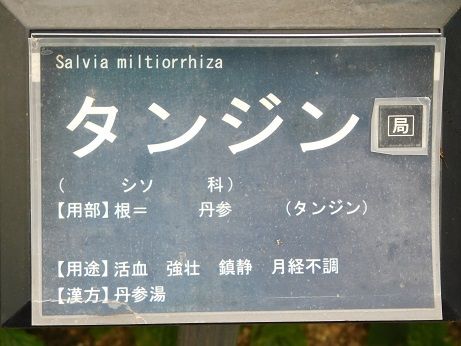 Salvia miltiorrhiza
タンジン 局
( シソ 科)
【用部】根= 丹参 (タンジン)
【用途】活血 強壮 鎮静 月経不調
【漢方】丹参湯